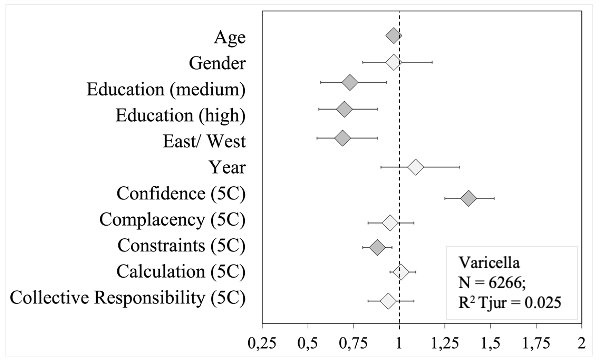 Age
Gender
Education (medium)
Education (high)
East/ West
Year
Confidence (5C)
Complacency (5C)
Constraints (5C)
Calculation (5C)
Collective Responsibility (5C)
Varicella
N = 6266;
R² Tjur = 0.025
0,25 0,5 0,75 1 1,25 1,5 1,75 2